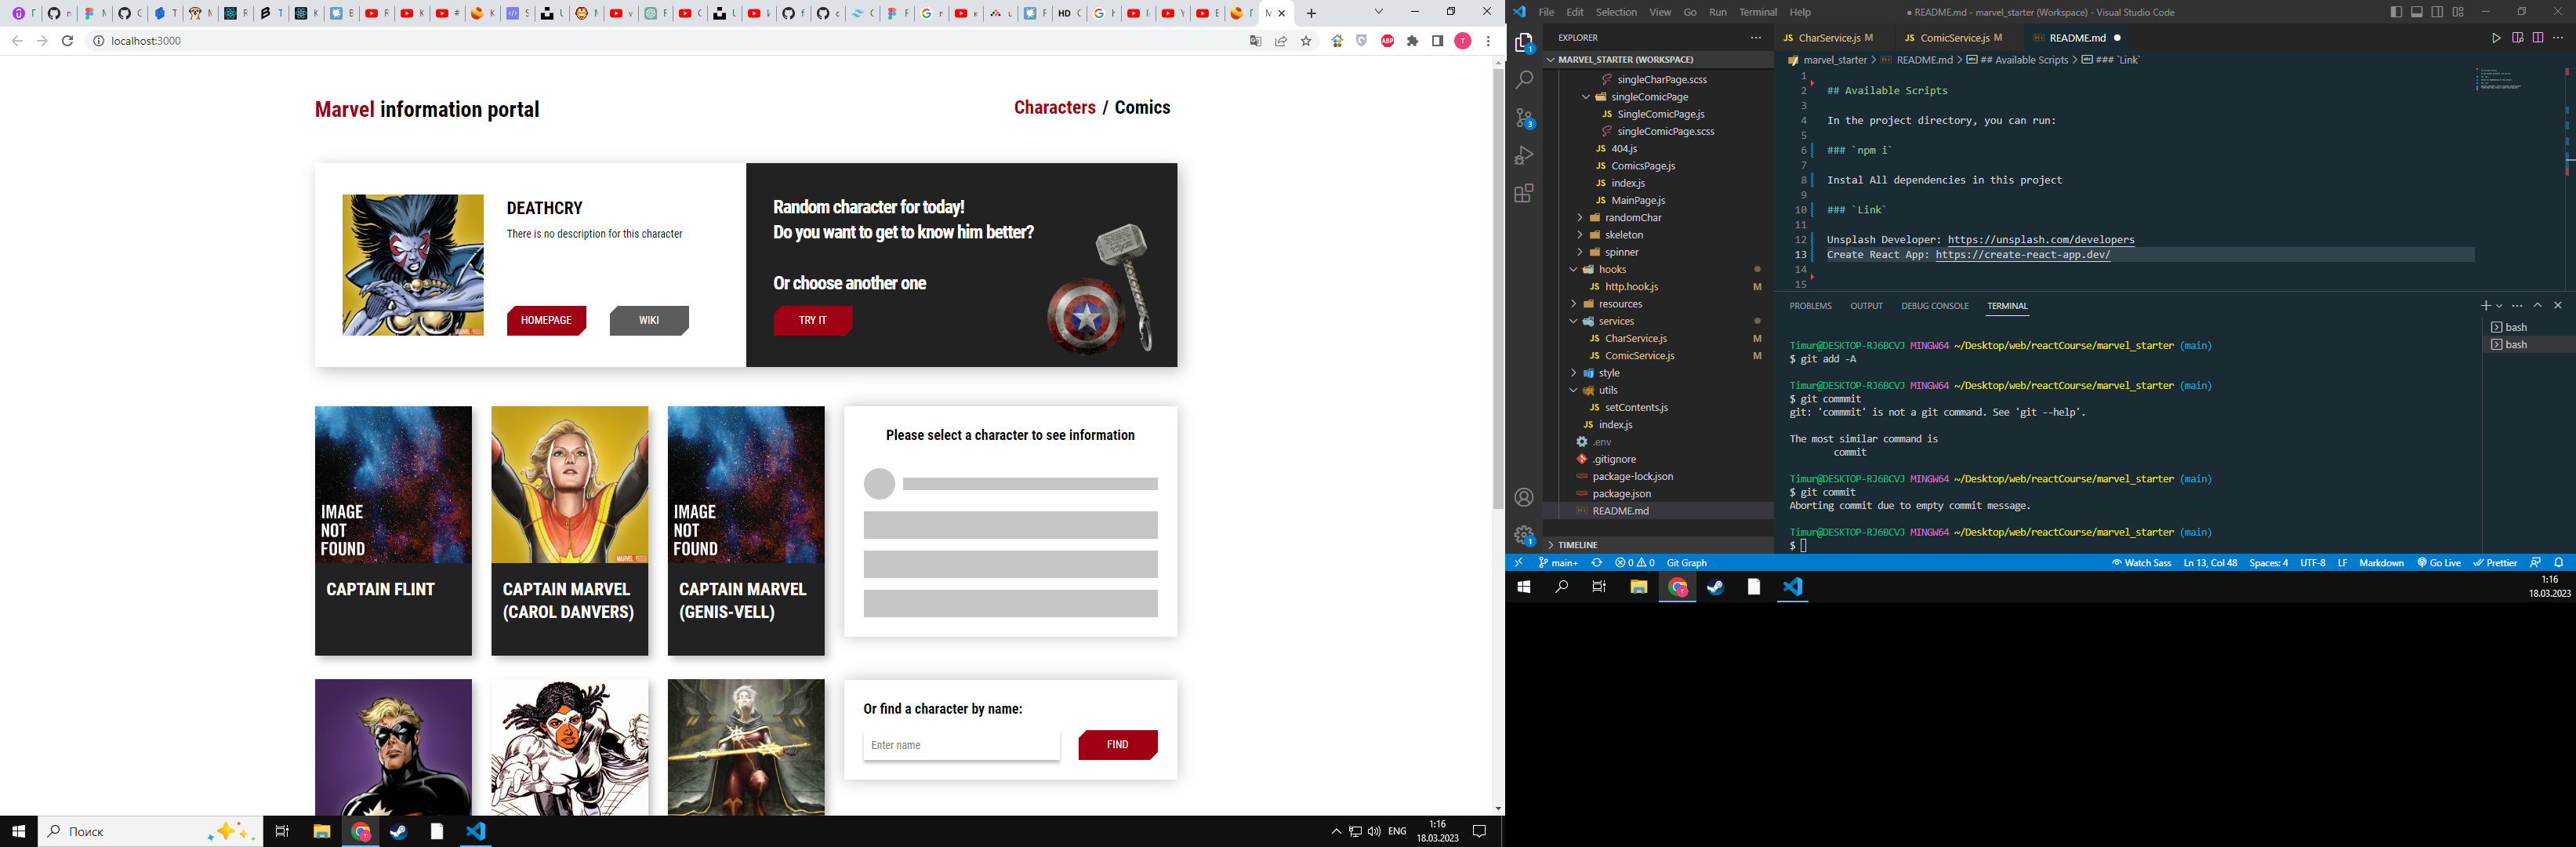 localhost:3000
Marvel information portal
Characters / Comics
DEATHCRY
There is no description for this character
HOMEPAGE
WIKI
Random character for today!
Do you want to get to know him better?
Or choose another one
TRY IT
IMAGE
NOT
FOUND
CAPTAIN FLINT
CAPTAIN MARVEL
(CAROL DANVERS)
IMAGE
NOT
FOUND
CAPTAIN MARVEL
(GENIS-VELL)
Please select a character to see information
Or find a character by name:
Enter name
FIND
Поиск
ENG
1:16
18.03.2023
File Edit Selection View Go Run Terminal Help
● README.md - marvel_starter (Workspace) - Visual Studio Code
EXPLORER
MARVEL_STARTER (WORKSPACE)
singleCharPage.scss
singleComicPage
JS SingleComicPage.js
singleComicPage.scss
JS 404.js
JS ComicsPage.js
JS index.js
JS MainPage.js
randomChar
skeleton
spinner
hooks
JS http.hook.js M
resources
services
JS CharService.js M
JS ComicService.js M
style
utils
JS setContents.js
JS index.js
.env
.gitignore
package-lock.json
package.json
README.md
TIMELINE
JS CharService.js M
JS ComicService.js M
README.md
marvel_starter > README.md > ## Available Scripts > ### `Link`
1
2 ## Available Scripts
3
4 In the project directory, you can run:
5
6 ### `npm i`
7
8 Instal All dependencies in this project
9
10 ### `Link`
11
12 Unsplash Developer: https://unsplash.com/developers
13 Create React App: https://create-react-app.dev/
14
15
PROBLEMS OUTPUT DEBUG CONSOLE TERMINAL
bash
bash
Timur@DESKTOP-RJ6BCVJ MINGW64 ~/Desktop/web/reactCourse/marvel_starter (main)
$ git add -A
Timur@DESKTOP-RJ6BCVJ MINGW64 ~/Desktop/web/reactCourse/marvel_starter (main)
$ git commmit
git: 'commmit' is not a git command. See 'git --help'.
The most similar command is
commit
Timur@DESKTOP-RJ6BCVJ MINGW64 ~/Desktop/web/reactCourse/marvel_starter (main)
$ git commit
Aborting commit due to empty commit message.
Timur@DESKTOP-RJ6BCVJ MINGW64 ~/Desktop/web/reactCourse/marvel_starter (main)
$
main+ 0 0 Git Graph
Watch Sass Ln 13, Col 48 Spaces: 4 UTF-8 LF Markdown Go Live Prettier
1:16
18.03.2023